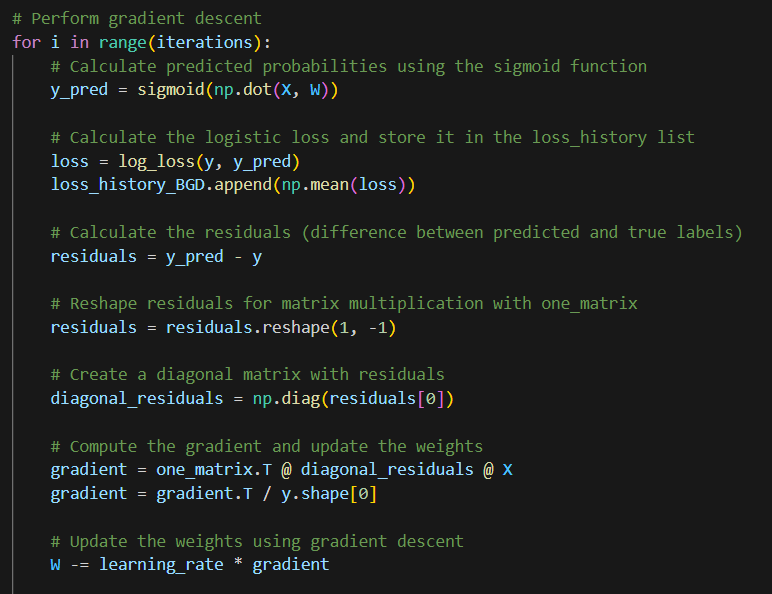 # Perform gradient descent
for i in range(iterations):
# Calculate predicted probabilities using the sigmoid function
y_pred = sigmoid(np.dot(X, W))
# Calculate the logistic loss and store it in the loss_history list
loss = log_loss(y, y_pred)
loss_history_BGD.append(np.mean(loss))
# Calculate the residuals (difference between predicted and true labels)
residuals = y_pred - y
# Reshape residuals for matrix multiplication with one_matrix
residuals = residuals.reshape(1, -1)
# Create a diagonal matrix with residuals
diagonal_residuals = np.diag(residuals[0])
# Compute the gradient and update the weights
gradient = one_matrix.T @ diagonal_residuals @ X
gradient = gradient.T / y.shape[0]
# Update the weights using gradient descent
W -= learning_rate * gradient